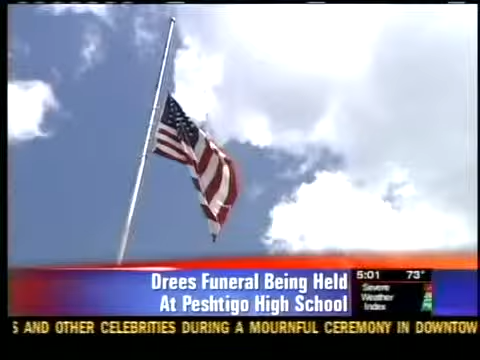 Drees Funeral Being Held
At Peshtigo High School
5:01 73°
Severe
Weather
Index
S AND OTHER CELEBRITIES DURING A MOURNFUL CEREMONY IN DOWNTOW